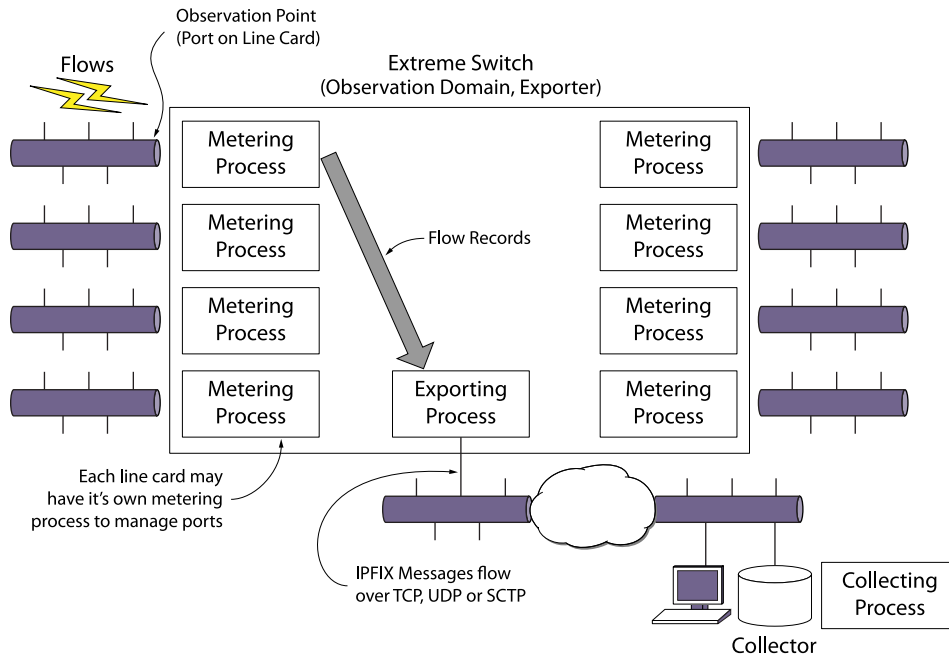 Observation Point
(Port on Line Card)
Flows
Extreme Switch
(Observation Domain, Exporter)
Metering
Process
Metering
Process
Metering
Process
Metering
Process
Flow Records
Metering
Process
Metering
Process
Metering
Process
Exporting
Process
Metering
Process
Each line card may
have it's own metering
process to manage ports
IPFIX Messages flow
over TCP, UDP or SCTP
Collecting
Process
Collector